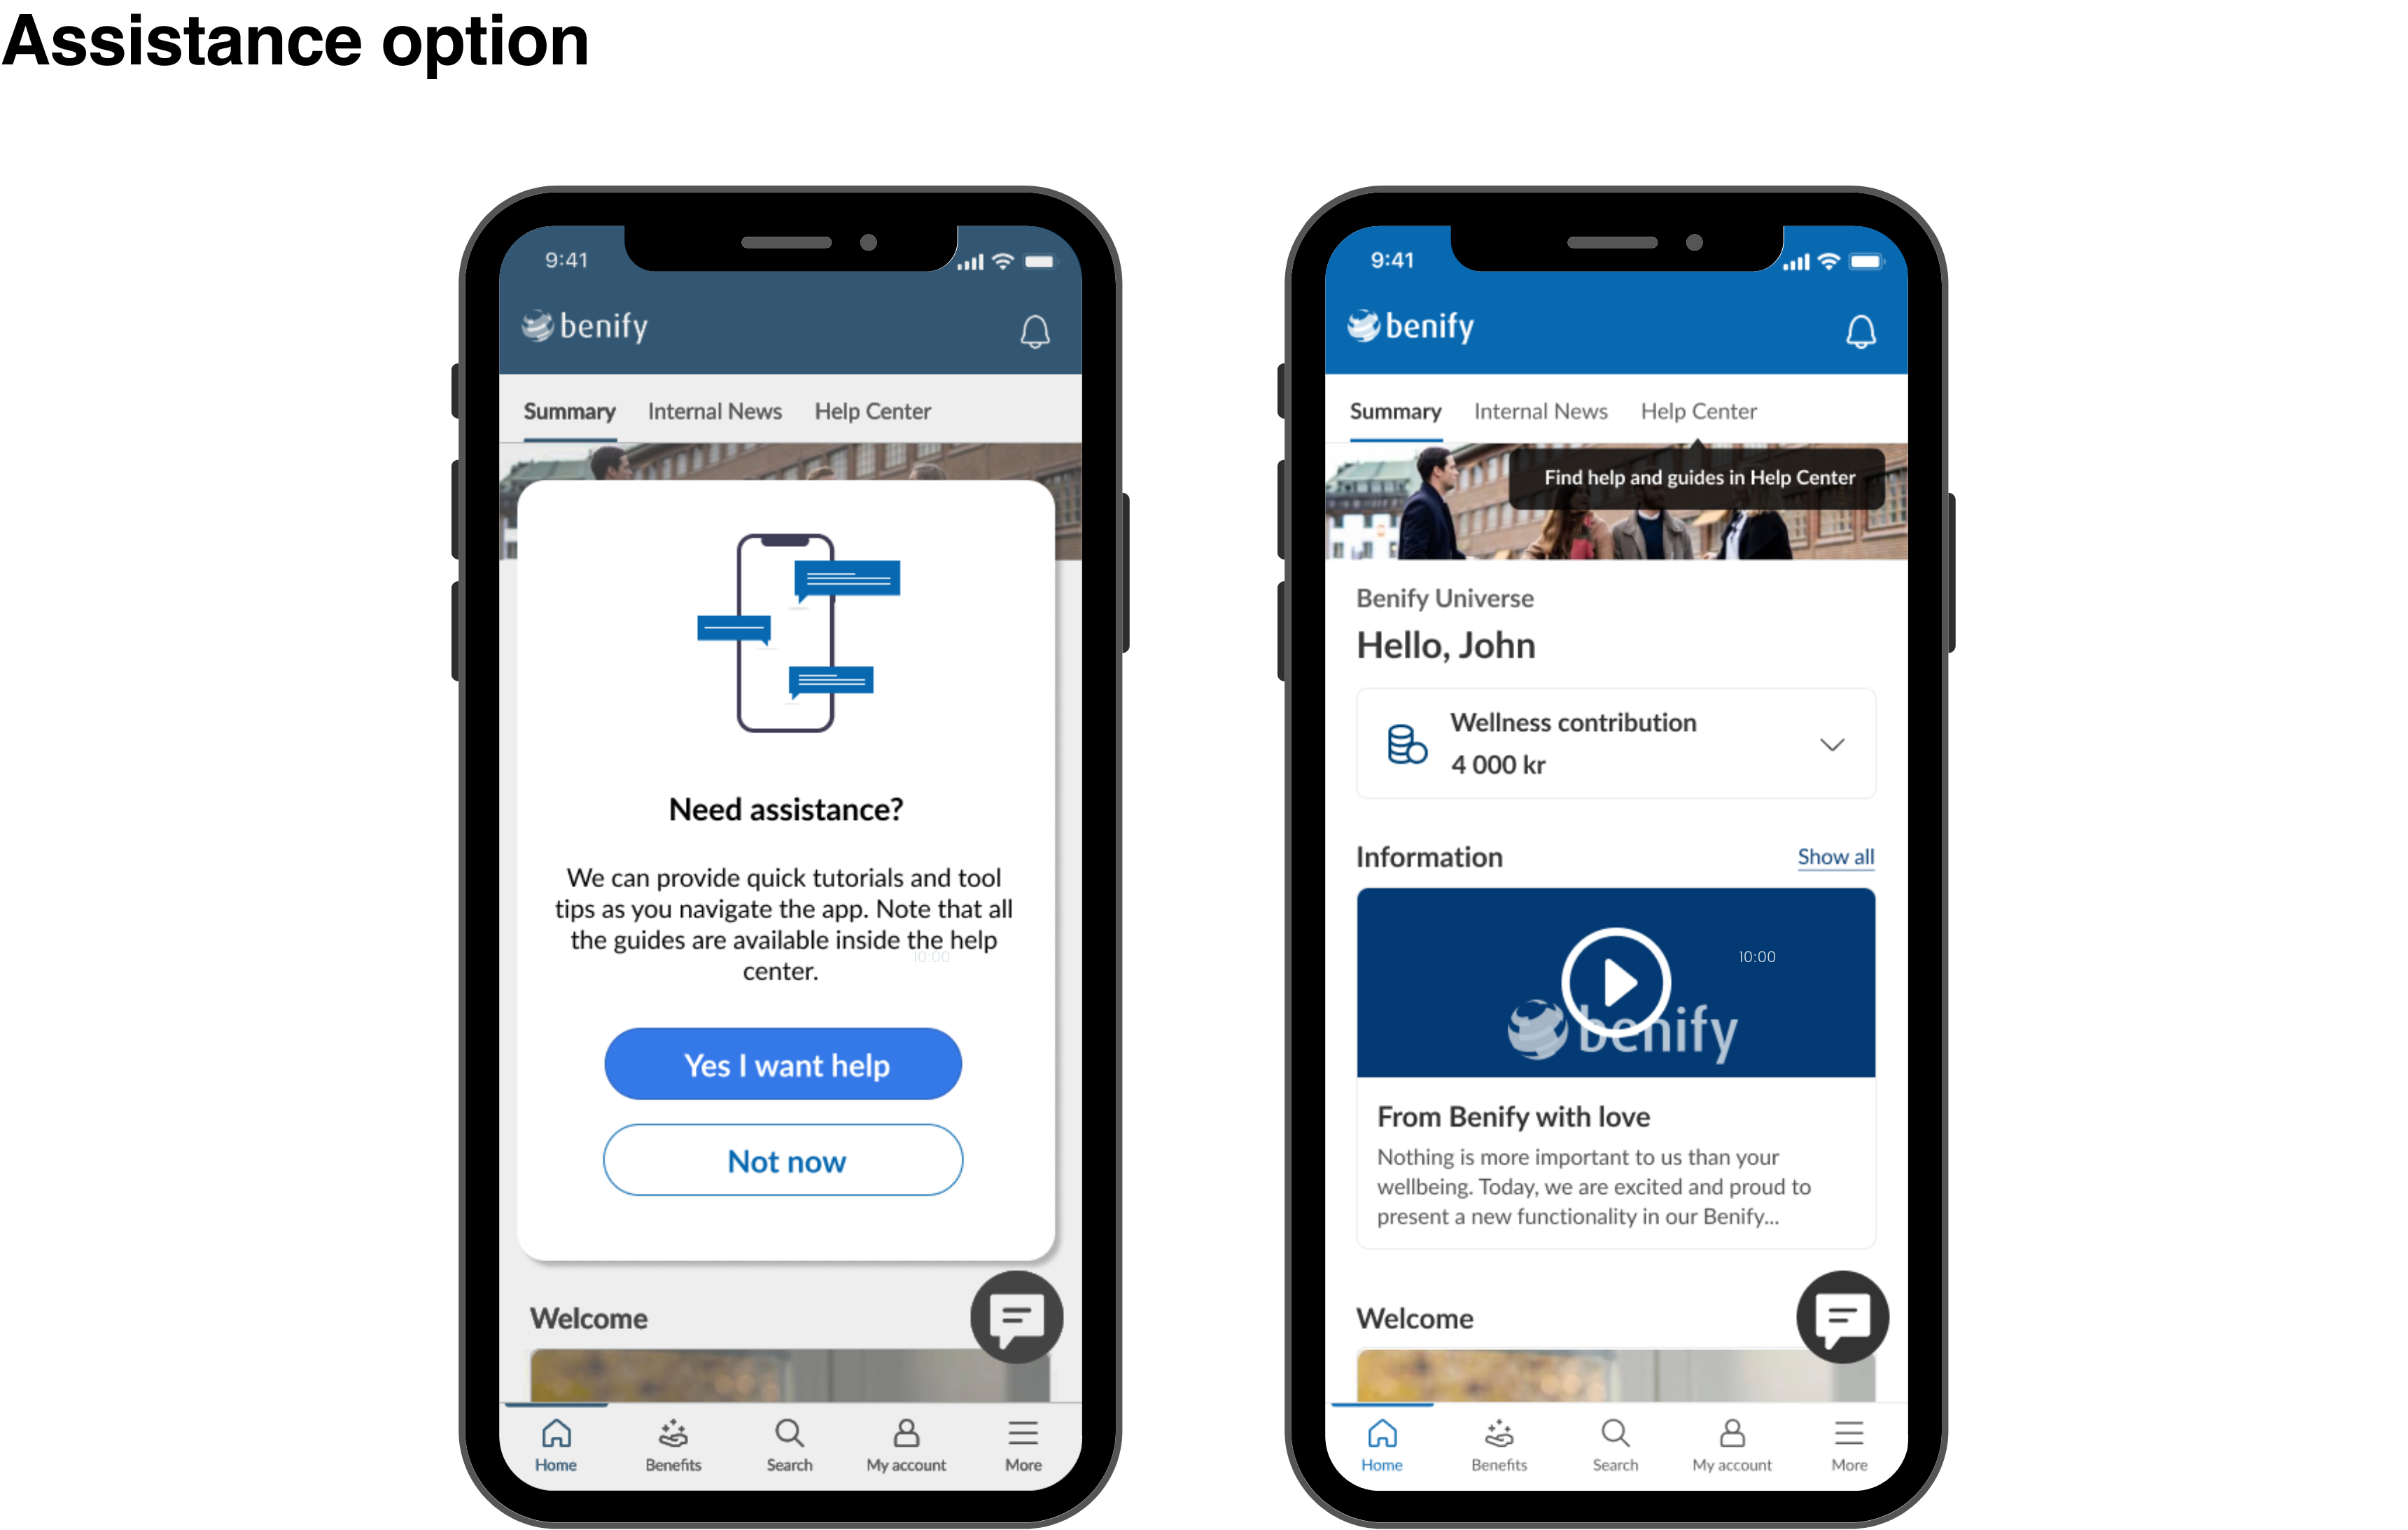 Assistance option
9:41
benify
Summary Internal News Help Center
Need assistance?
We can provide quick tutorials and tool
tips as you navigate the app. Note that all
the guides are available inside the help
center.
10:00
Yes I want help
Not now
Welcome
Home Benefits Search My account More
9:41
benify
Summary Internal News Help Center
Find help and guides in Help Center
Benify Universe
Hello, John
Wellness contribution
4 000 kr
Information Show all
10:00
benify
From Benify with love
Nothing is more important to us than your
wellbeing. Today, we are excited and proud to
present a new functionality in our Benify...
Welcome
Home Benefits Search My account More